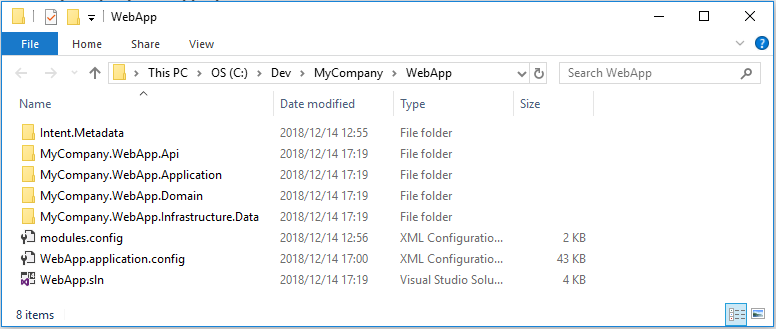 WebApp
File Home Share View
This PC OS (C:) Dev MyCompany WebApp Search WebApp
Name Date modified Type Size
Intent.Metadata 2018/12/14 12:55 File folder
MyCompany.WebApp.Api 2018/12/14 17:19 File folder
MyCompany.WebApp.Application 2018/12/14 17:19 File folder
MyCompany.WebApp.Domain 2018/12/14 17:19 File folder
MyCompany.WebApp.Infrastructure.Data 2018/12/14 17:19 File folder
modules.config 2018/12/14 12:56 XML Configuratio... 2 KB
WebApp.application.config 2018/12/14 17:00 XML Configuratio... 43 KB
WebApp.sln 2018/12/14 17:19 Visual Studio Solu... 4 KB
8 items